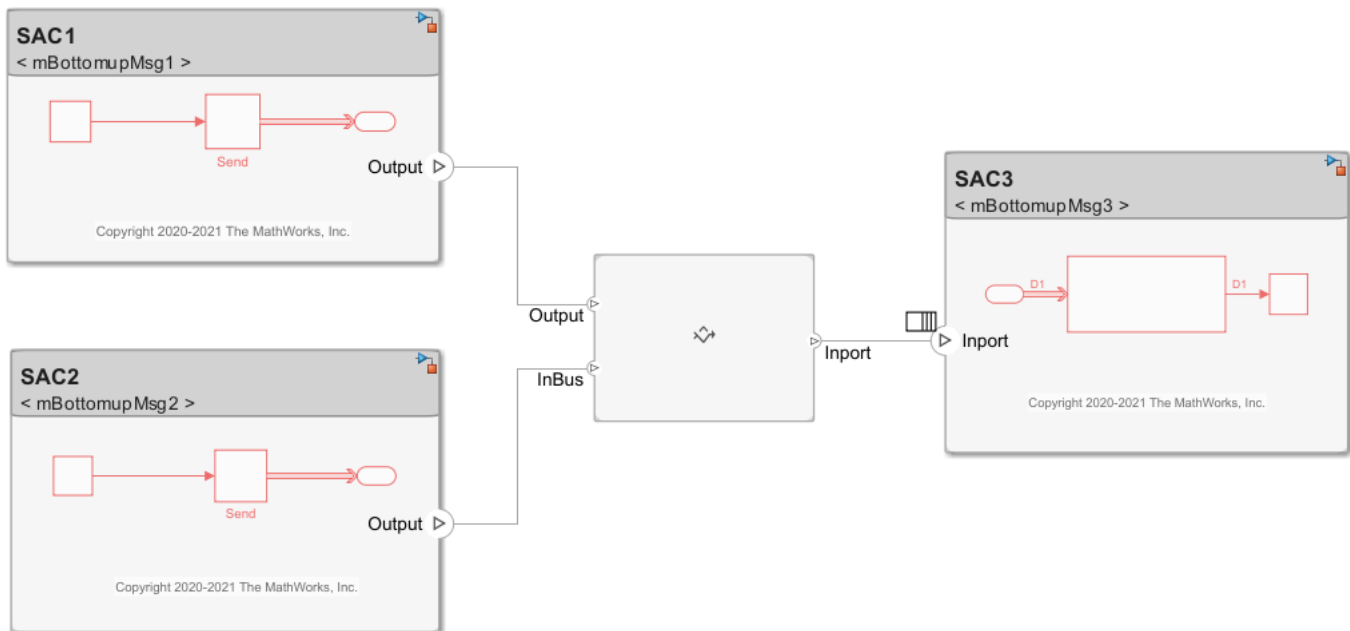 SAC1
< mBottomupMsg1 >
Send
Output
Copyright 2020-2021 The MathWorks, Inc.
SAC2
< mBottomupMsg2 >
Send
Output
Copyright 2020-2021 The MathWorks, Inc.
Output
InBus
Inport
SAC3
< mBottomupMsg3 >
D1
D1
Inport
Copyright 2020-2021 The MathWorks, Inc.